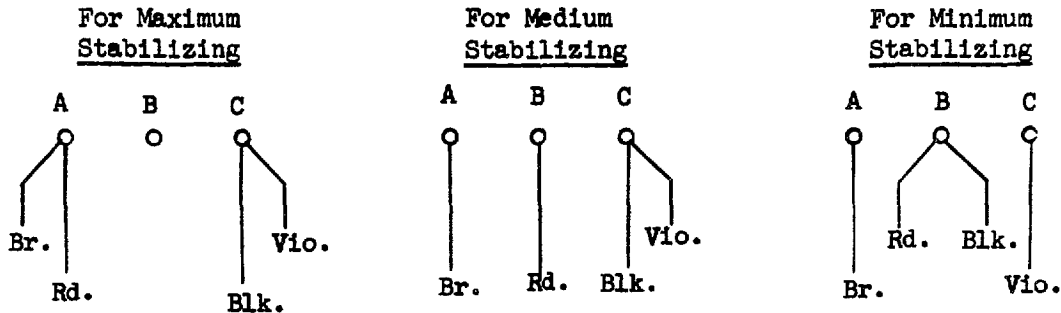 For Maximum
Stabilizing
A B C
Br.
Rd.
Blk.
Vio.
For Medium
Stabilizing
A B C
Br.
Rd.
Blk.
Vio.
For Minimum
Stabilizing
A B C
Br.
Rd.
Blk.
Vio.